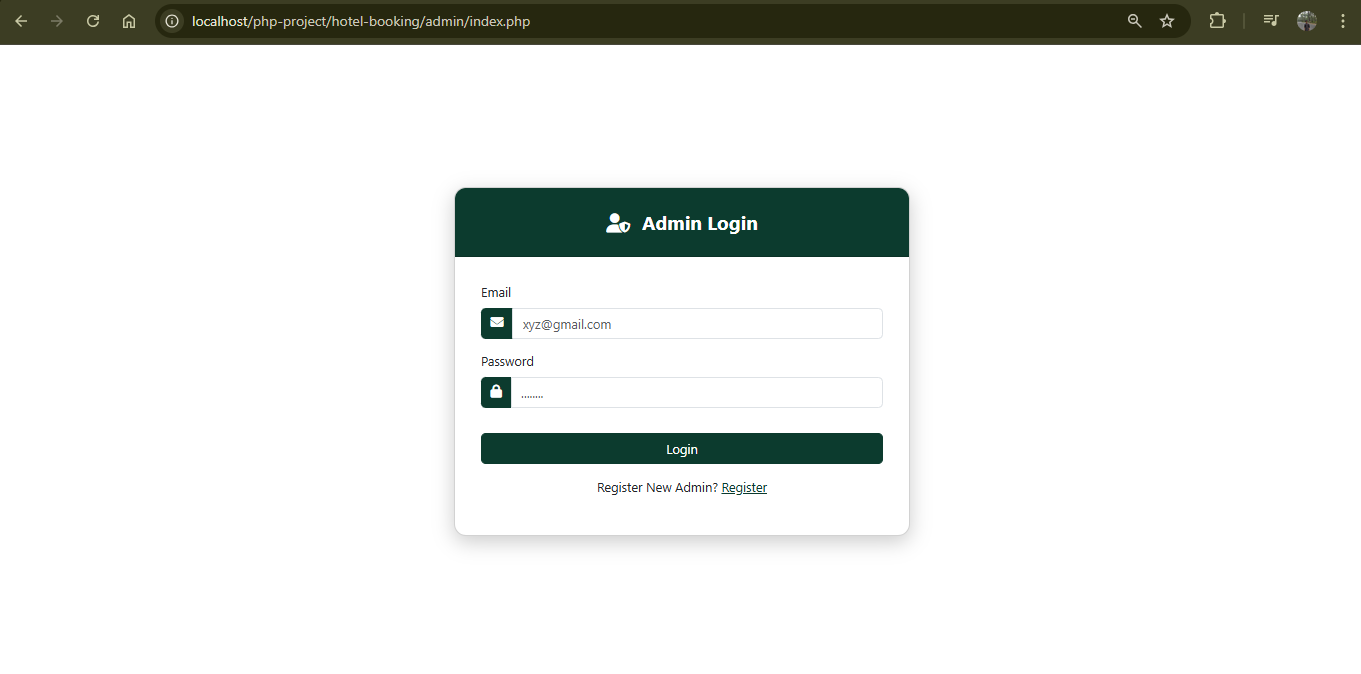 localhost/php-project/hotel-booking/admin/index.php
Admin Login
Email
xyz@gmail.com
Password
........
Login
Register New Admin? Register